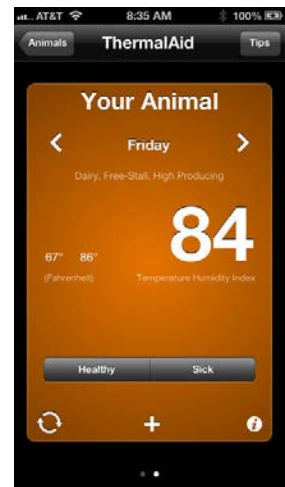 AT&T 8:35 AM 100%
Animals ThermalAid Tips
Your Animal
Friday
Dairy, Free-Stall, High Producing
84
67° 86°
(Fahrenheit) Temperature Humidity Index
Healthy Sick